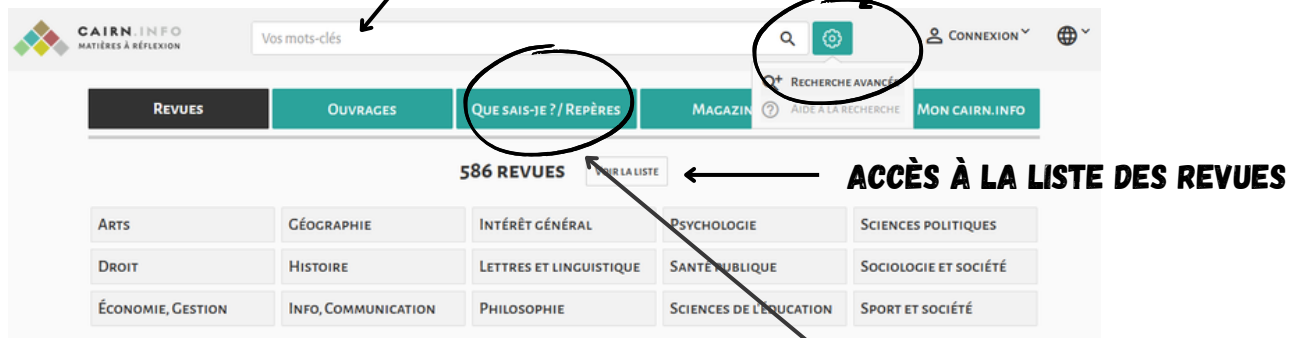 CAIRN.INFO
MATIÈRES À RÉFLEXION
Vos mots-clés
CONNEXION
RECHERCHE AVANCÉE
AIDE À LA RECHERCHE
REVUES
OUVRAGES
QUE SAIS-JE ? / REPÈRES
MAGAZIN
MON CAIRN.INFO
586 REVUES
VOIR LA LISTE
ACCÈS À LA LISTE DES REVUES
ARTS
GÉOGRAPHIE
INTÉRÊT GÉNÉRAL
PSYCHOLOGIE
SCIENCES POLITIQUES
DROIT
HISTOIRE
LETTRES ET LINGUISTIQUE
SANTÉ PUBLIQUE
SOCIOLOGIE ET SOCIÉTÉ
ÉCONOMIE, GESTION
INFO, COMMUNICATION
PHILOSOPHIE
SCIENCES DE L'ÉDUCATION
SPORT ET SOCIÉTÉ